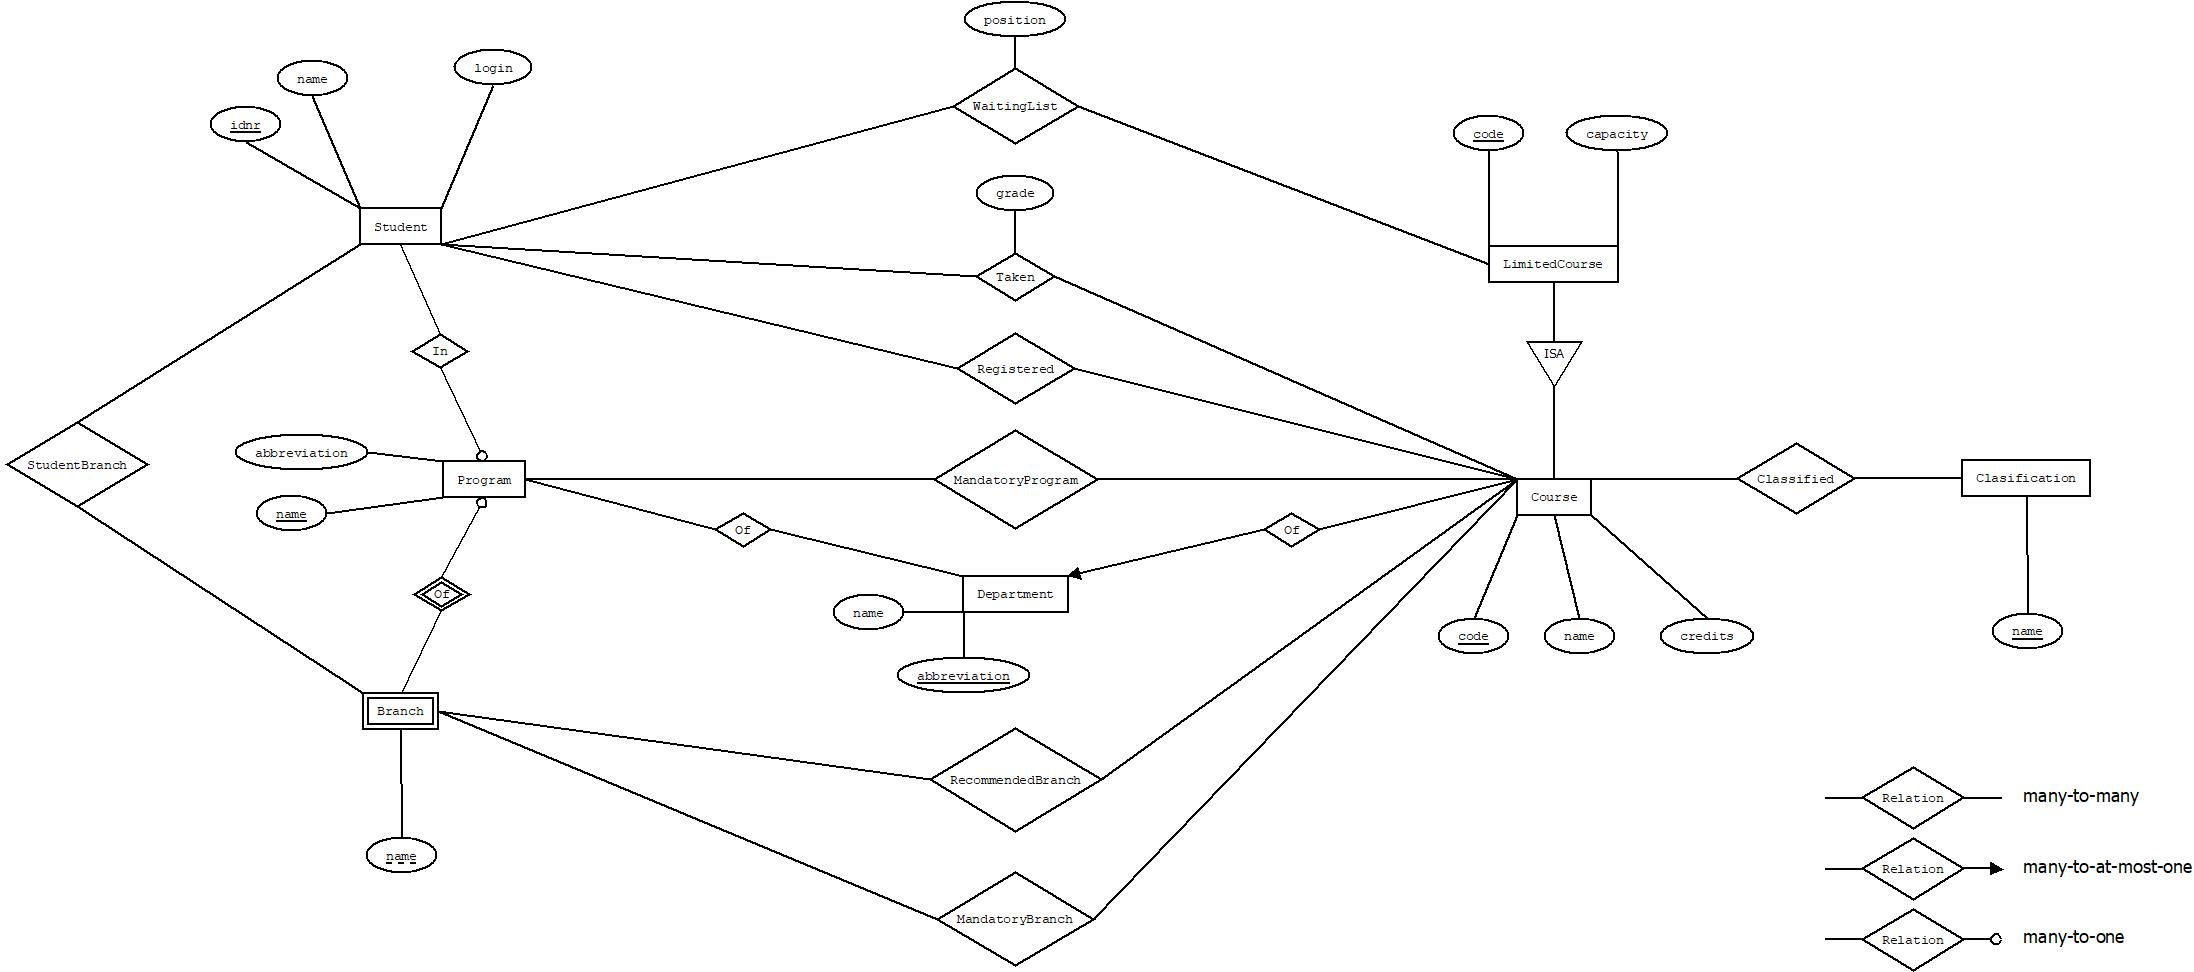 position
login
name
WaitingList
idnr
code
capacity
grade
Student
LimitedCourse
Taken
In
ISA
Registered
abbreviation
StudentBranch
Program
MandatoryProgram
Classified
Clasification
Course
name
Of
Of
Of
Department
name
code
name
credits
name
abbreviation
Branch
RecommendedBranch
Relation
many-to-many
name
Relation
many-to-at-most-one
MandatoryBranch
Relation
many-to-one